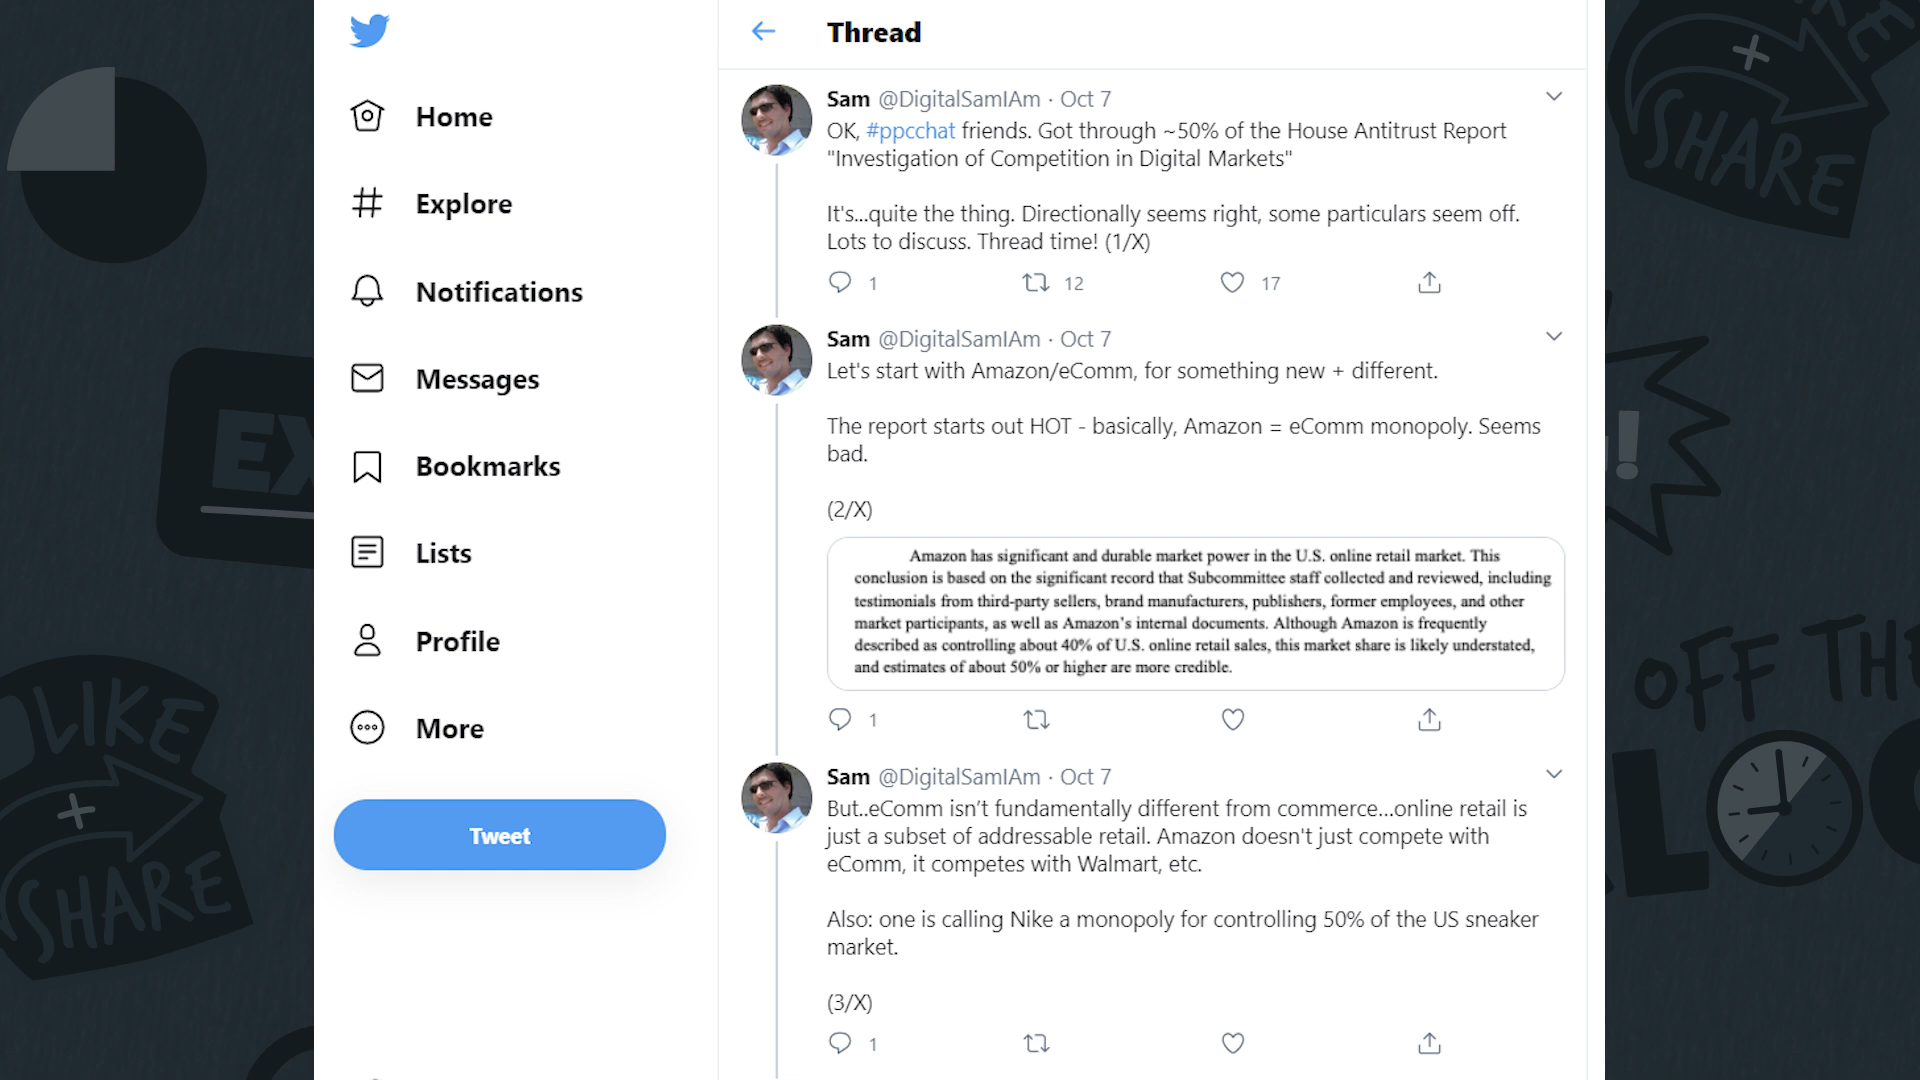 Home
Explore
Notifications
Messages
Bookmarks
Lists
Profile
More
Tweet
Thread
Sam @DigitalSamIAm · Oct 7
OK, #ppcchat friends. Got through ~50% of the House Antitrust Report
"Investigation of Competition in Digital Markets"
It's...quite the thing. Directionally seems right, some particulars seem off.
Lots to discuss. Thread time! (1/X)
1 12 17
Sam @DigitalSamIAm · Oct 7
Let's start with Amazon/eComm, for something new + different.
The report starts out HOT - basically, Amazon = eComm monopoly. Seems
bad.
(2/X)
Amazon has significant and durable market power in the U.S. online retail market. This
conclusion is based on the significant record that Subcommittee staff collected and reviewed, including
testimonials from third-party sellers, brand manufacturers, publishers, former employees, and other
market participants, as well as Amazon's internal documents. Although Amazon is frequently
described as controlling about 40% of U.S. online retail sales, this market share is likely understated,
and estimates of about 50% or higher are more credible.
1
Sam @DigitalSamIAm · Oct 7
But..eComm isn’t fundamentally different from commerce...online retail is
just a subset of addressable retail. Amazon doesn't just compete with
eComm, it competes with Walmart, etc.
Also: one is calling Nike a monopoly for controlling 50% of the US sneaker
market.
(3/X)
1
LIKE
+
SHARE
EX
+
SHARE
!
OFF TH
LO